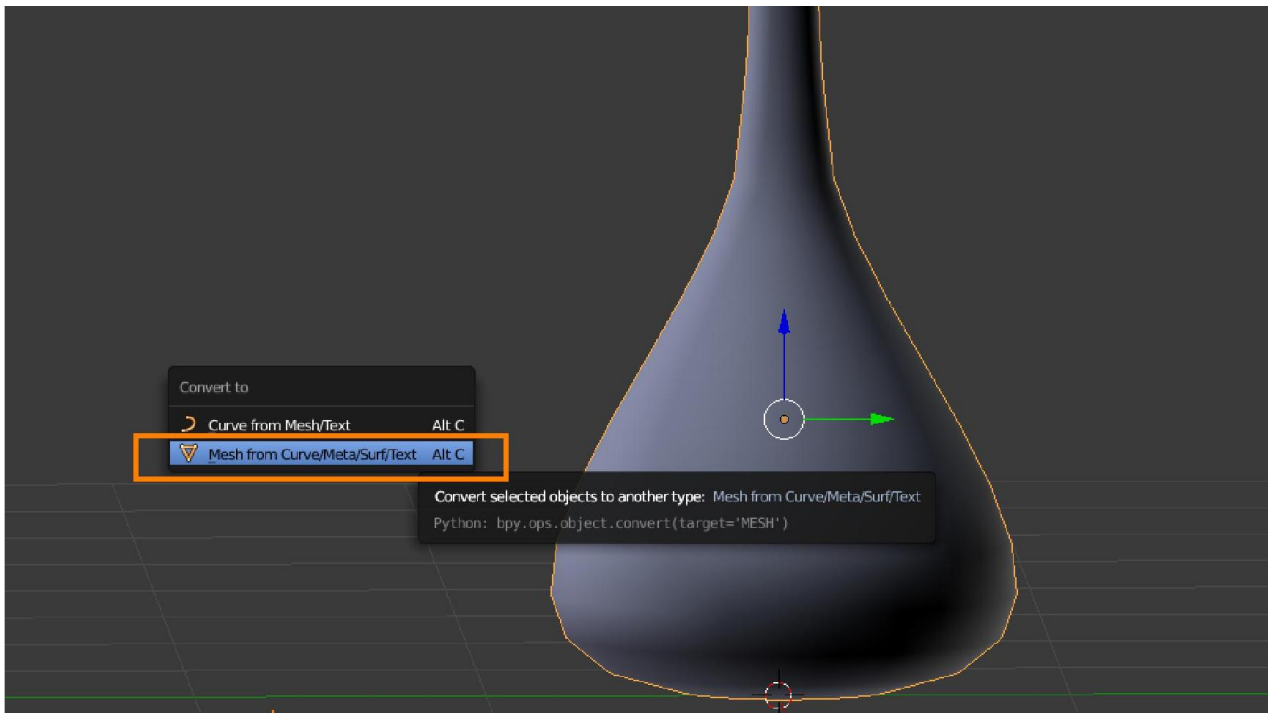 Convert to
Curve from Mesh/Text Alt C
Mesh from Curve/Meta/Surf/Text Alt C
Convert selected objects to another type: Mesh from Curve/Meta/Surf/Text
Python: bpy.ops.object.convert(target='MESH')